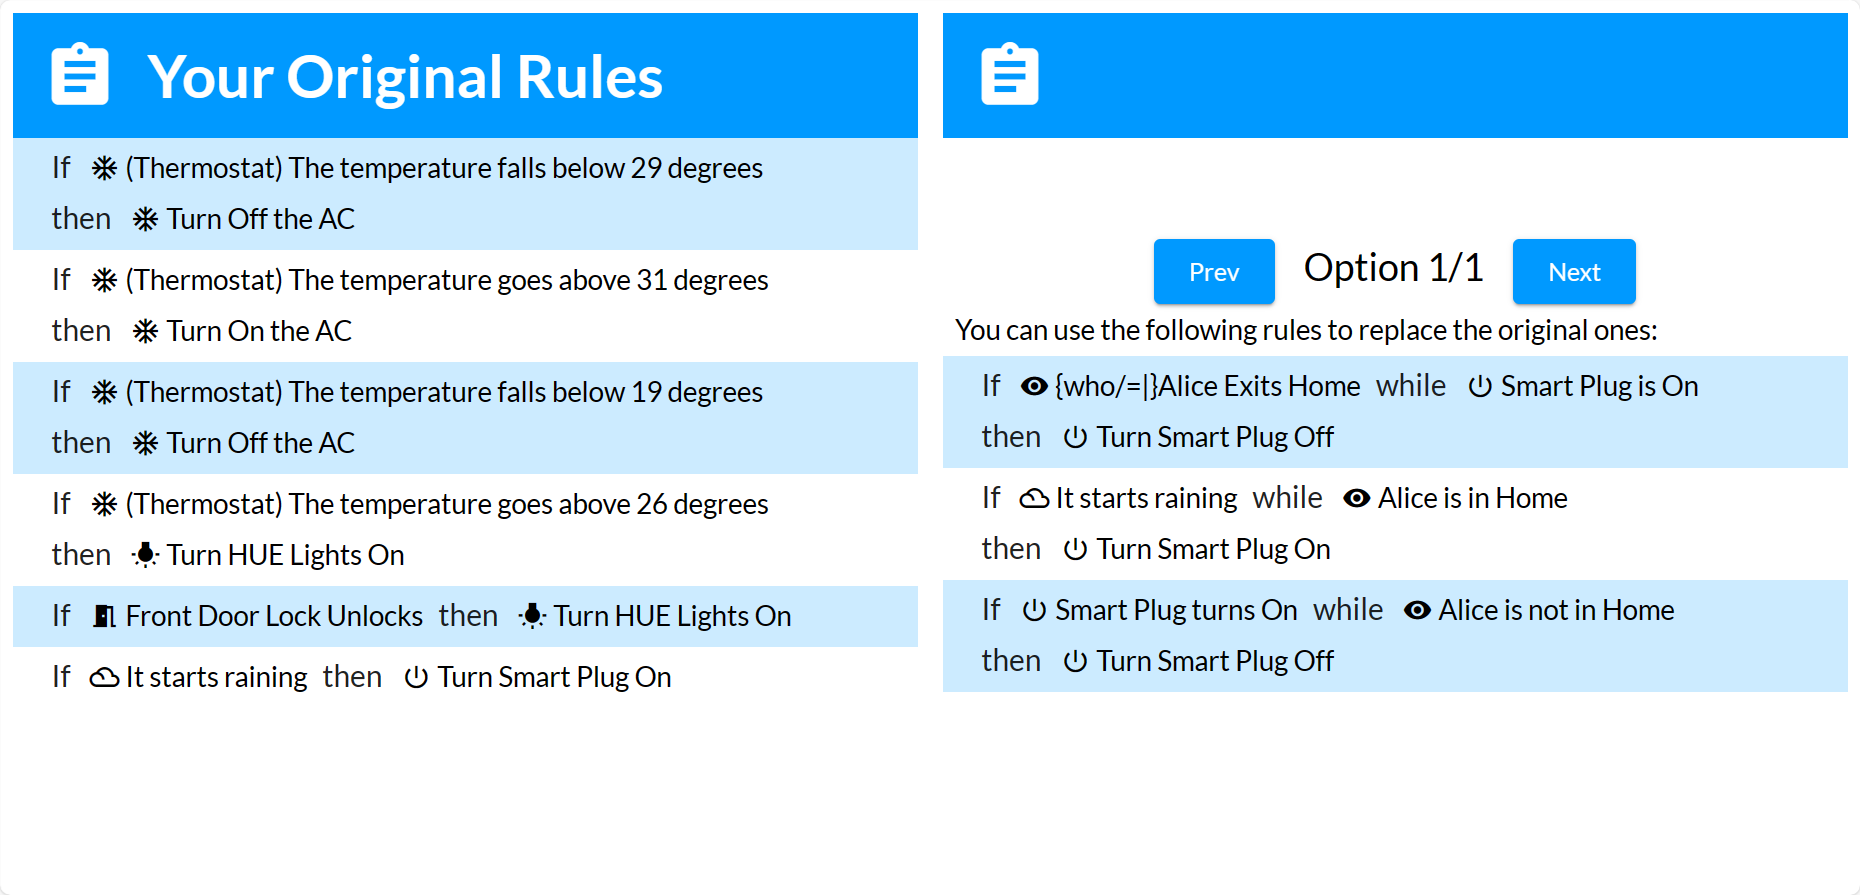 Your Original Rules
If (Thermostat) The temperature falls below 29 degrees
then Turn Off the AC
If (Thermostat) The temperature goes above 31 degrees
then Turn On the AC
If (Thermostat) The temperature falls below 19 degrees
then Turn Off the AC
If (Thermostat) The temperature goes above 26 degrees
then Turn HUE Lights On
If Front Door Lock Unlocks then Turn HUE Lights On
If It starts raining then Turn Smart Plug On
Prev Option 1/1 Next
You can use the following rules to replace the original ones:
If {who/=|}Alice Exits Home while Smart Plug is On
then Turn Smart Plug Off
If It starts raining while Alice is in Home
then Turn Smart Plug On
If Smart Plug turns On while Alice is not in Home
then Turn Smart Plug Off